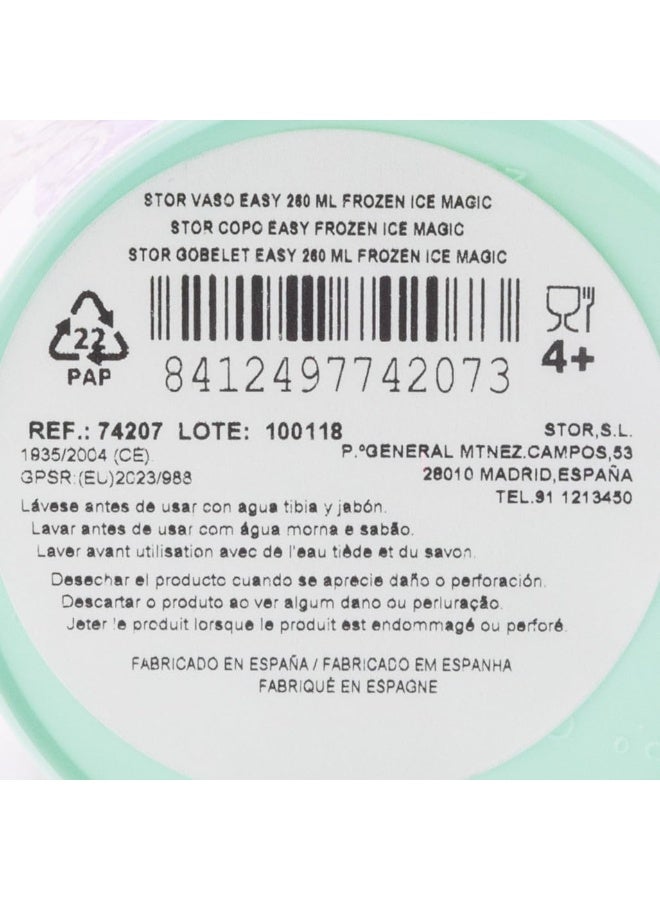 STOR VASO EASY 260 ML FROZEN ICE MAGIC
STOR COPO EASY FROZEN ICE MAGIC
STOR GOBELET EASY 260 ML FROZEN ICE MAGIC
22
PAP
8412497742073
4+
REF.: 74207 LOTE: 100118
1935/2004 (CE)
GPSR:(EU)2023/988
STOR,S.L.
P.ºGENERAL MTNEZ.CAMPOS,53
28010 MADRID,ESPAÑA
TEL.91 1213450
Lávese antes de usar con agua tibia y jabón.
Lavar antes de usar com água morna e sabão.
Laver avant utilisation avec de l'eau tiède et du savon.
Desechar el producto cuando se aprecie daño o perforación.
Descartar o produto ao ver algum dano ou perfuração.
Jeter le produit lorsque le produit est endommagé ou perforé.
FABRICADO EN ESPAÑA / FABRICADO EM ESPANHA
FABRIQUÉ EN ESPAGNE